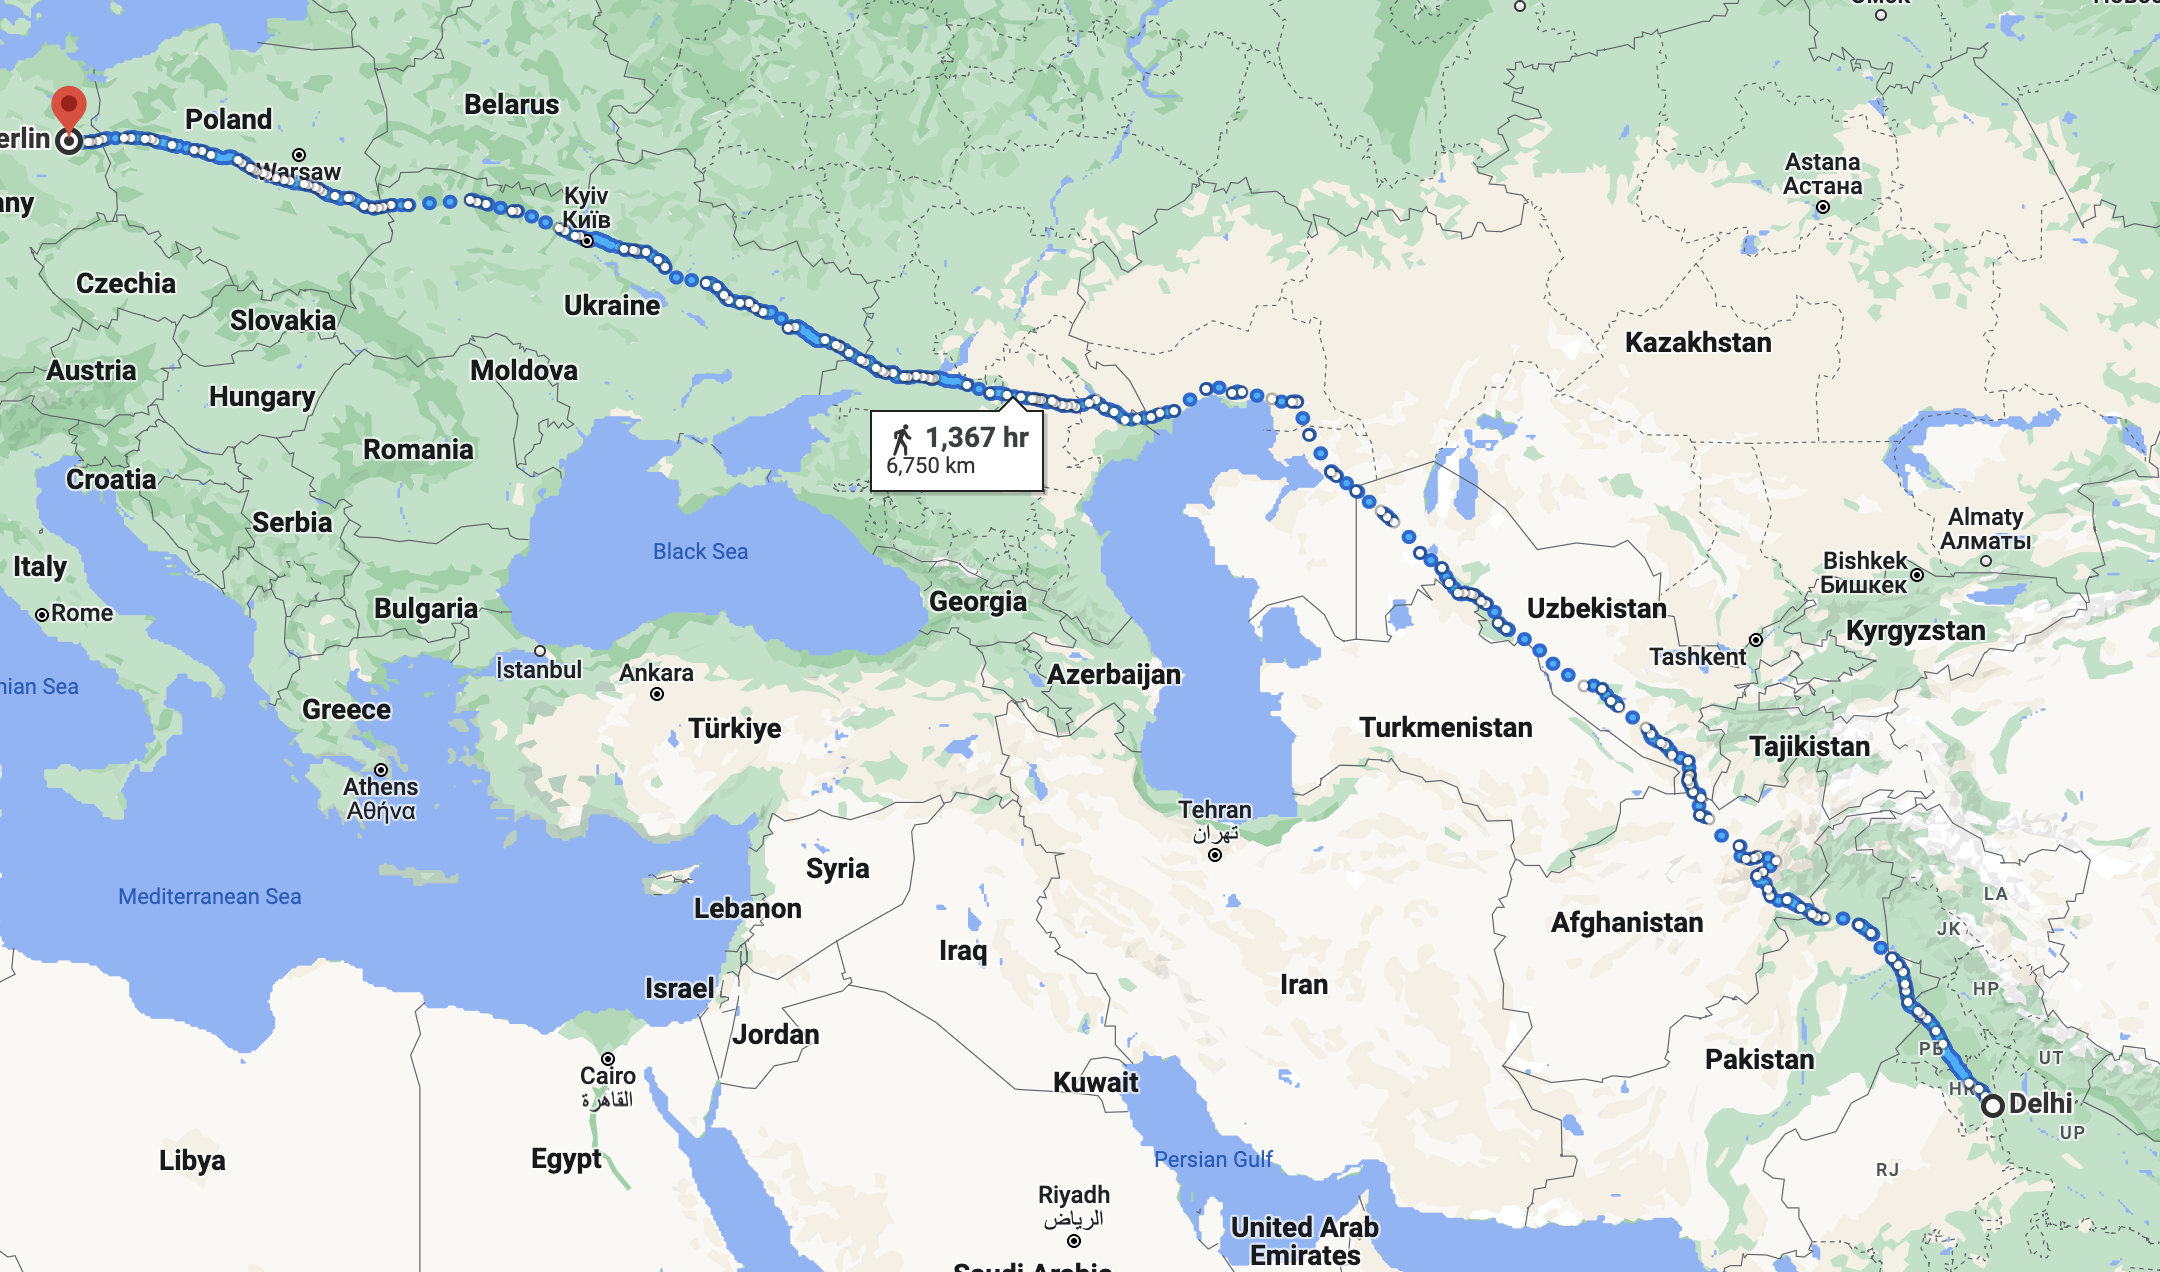 Poland
Belarus
erlin
Warsaw
Kyiv
Київ
any
Astana
Астана
Czechia
Ukraine
Slovakia
Kazakhstan
Austria
Moldova
Hungary
1,367 hr
6,750 km
Romania
Croatia
Serbia
Almaty
Алматы
Black Sea
Bishkek
Бишкек
Italy
Rome
Bulgaria
Georgia
Uzbekistan
Kyrgyzstan
Tashkent
İstanbul
Ankara
Azerbaijan
nian Sea
Greece
Türkiye
Turkmenistan
Tajikistan
Athens
Αθήνα
Tehran
تهران
Syria
Mediterranean Sea
Lebanon
LA
Afghanistan
JK
Iraq
Iran
Israel
HP
Jordan
PB
UT
Pakistan
Cairo
القاهرة
Kuwait
HR
Delhi
UP
Libya
Egypt
Persian Gulf
RJ
Riyadh
الرياض
United Arab
Emirates
Saudi Arabia